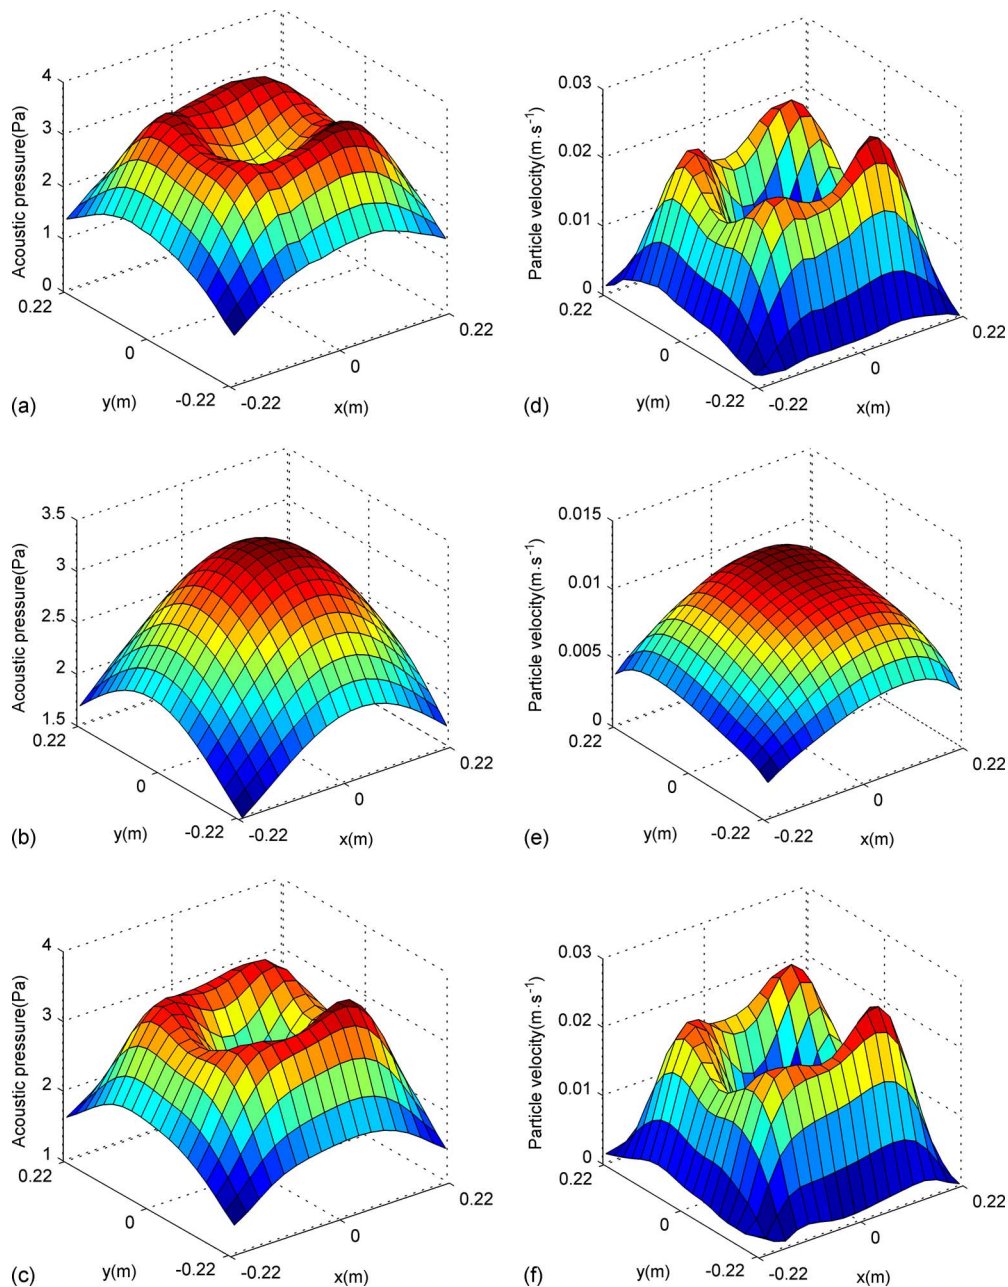 Acoustic pressure(Pa)
4
3
2
1
0
0.22
0
-0.22
y(m)
-0.22
0
0.22
x(m)
(a)
Particle velocity(m·s⁻¹)
0.03
0.02
0.01
0
0.22
0
-0.22
y(m)
-0.22
0
0.22
x(m)
(d)
Acoustic pressure(Pa)
3.5
3
2.5
2
1.5
0.22
0
-0.22
y(m)
-0.22
0
0.22
x(m)
(b)
Particle velocity(m·s⁻¹)
0.015
0.01
0.005
0
0.22
0
-0.22
y(m)
-0.22
0
0.22
x(m)
(e)
Acoustic pressure(Pa)
4
3
2
1
0.22
0
-0.22
y(m)
-0.22
0
0.22
x(m)
(c)
Particle velocity(m·s⁻¹)
0.03
0.02
0.01
0
0.22
0
-0.22
y(m)
-0.22
0
0.22
x(m)
(f)